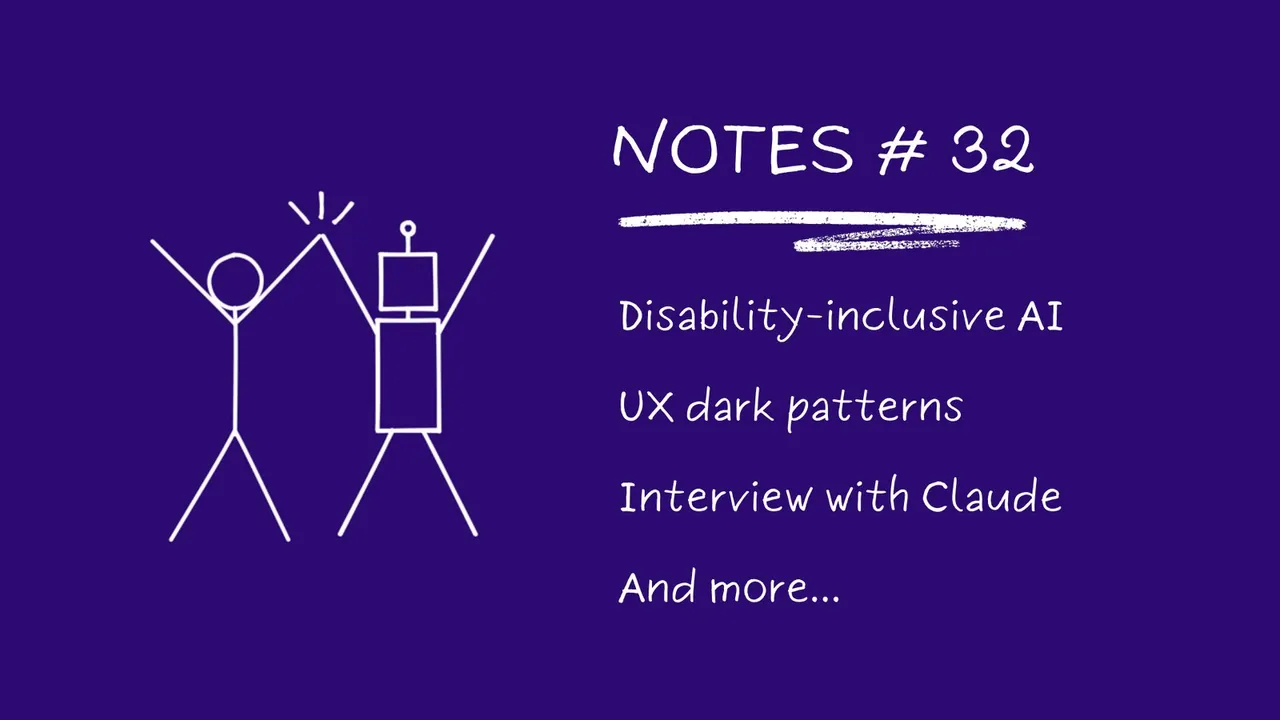 NOTES # 32
Disability-inclusive AI
UX dark patterns
Interview with Claude
And more...